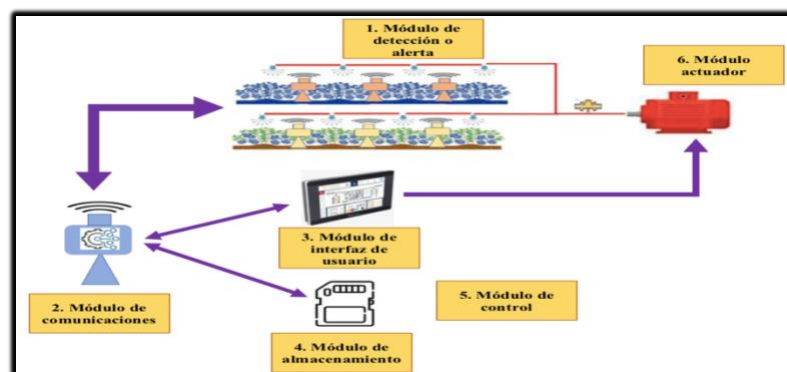 1. Módulo de
detección o
alerta
6. Módulo
actuador
3. Módulo de
interfaz de
usuario
2. Módulo de
comunicaciones
5. Módulo de
control
4. Módulo de
almacenamiento